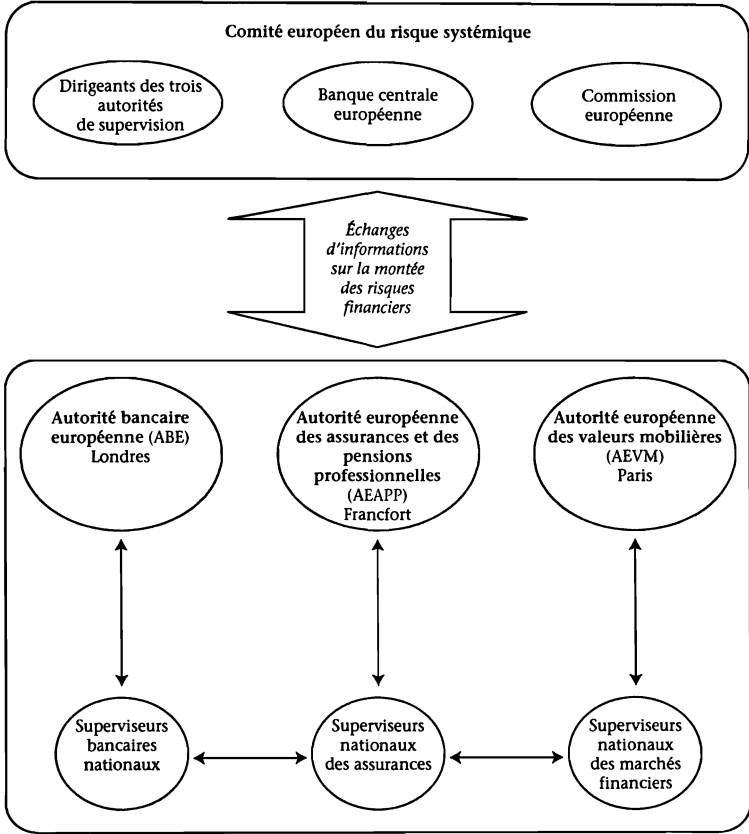 Comité européen du risque systémique
Dirigeants des trois
autorités
de supervision
Banque centrale
européenne
Commission
européenne
Échanges
d'informations
sur la montée
des risques
financiers
Autorité bancaire
européenne (ABE)
Londres
Autorité européenne
des assurances et des
pensions
professionnelles
(AEAPP)
Francfort
Autorité européenne
des valeurs mobilières
(AEVM)
Paris
Superviseurs
bancaires
nationaux
Superviseurs
nationaux
des assurances
Superviseurs
nationaux
des marchés
financiers